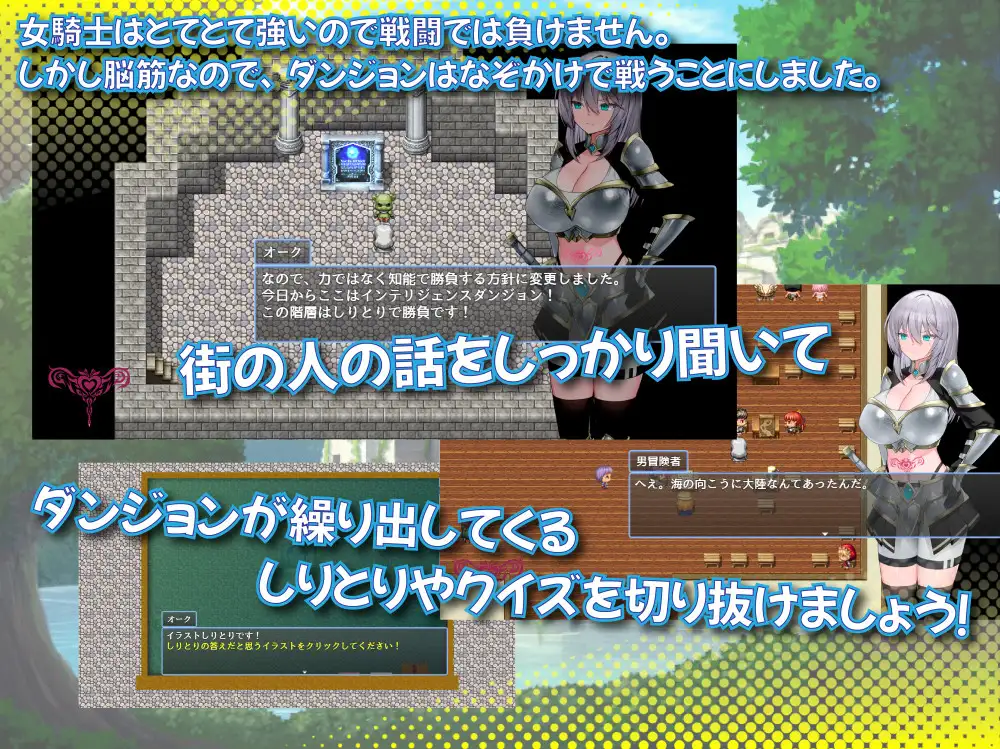 女騎士はとてとて強いので戦闘では負けません。
しかし脳筋なので、ダンジョンはなぞかけで戦うことにしました。
オーク
なので、力ではなく知能で勝負する方針に変更しました。
今日からここはインテリジェンスダンジョン！
この階層はしりとりで勝負です！
街の人の話をしっかり聞いて
男冒険者
へえ。海の向こうに大陸なんてあったんだ。
ダンジョンが繰り出してくる
しりとりやクイズを切り抜けましょう!
オーク
イラストしりとりです！
しりとりの答えだと思うイラストをクリックしてください！